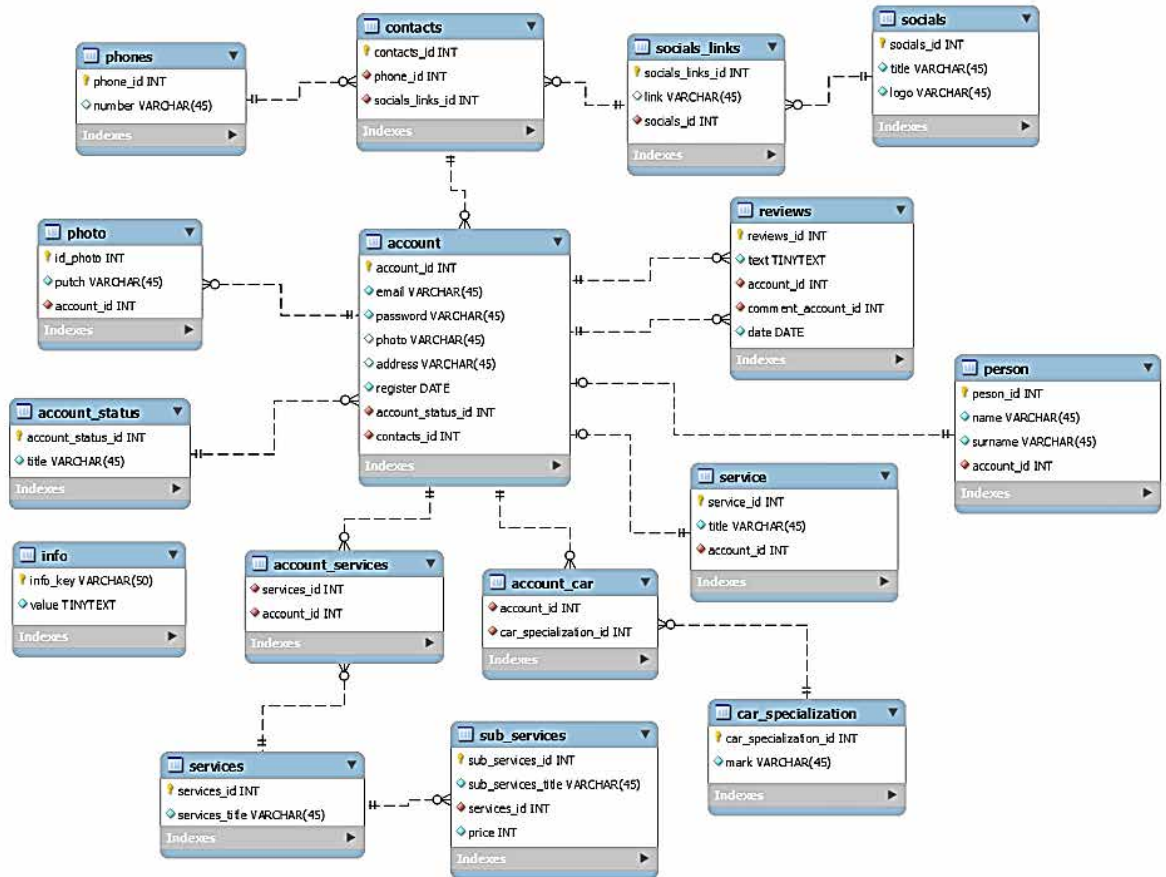 contacts
contacts_id INT
phone_id INT
socials_links_id INT
Indexes
socials
socials_id INT
title VARCHAR(45)
logo VARCHAR(45)
Indexes
phones
phone_id INT
number VARCHAR(45)
Indexes
socials_links
socials_links_id INT
link VARCHAR(45)
socials_id INT
Indexes
photo
id_photo INT
putch VARCHAR(45)
account_id INT
Indexes
account
account_id INT
email VARCHAR(45)
password VARCHAR(45)
photo VARCHAR(45)
address VARCHAR(45)
register DATE
account_status_id INT
contacts_id INT
Indexes
reviews
reviews_id INT
text TINYTEXT
account_id INT
comment_account_id INT
date DATE
Indexes
person
peson_id INT
name VARCHAR(45)
surname VARCHAR(45)
account_id INT
Indexes
account_status
account_status_id INT
title VARCHAR(45)
Indexes
service
service_id INT
title VARCHAR(45)
account_id INT
Indexes
info
info_key VARCHAR(50)
value TINYTEXT
Indexes
account_services
services_id INT
account_id INT
Indexes
account_car
account_id INT
car_specialization_id INT
Indexes
car_specialization
car_specialization_id INT
mark VARCHAR(45)
Indexes
services
services_id INT
services_title VARCHAR(45)
Indexes
sub_services
sub_services_id INT
sub_services_title VARCHAR(45)
services_id INT
price INT
Indexes